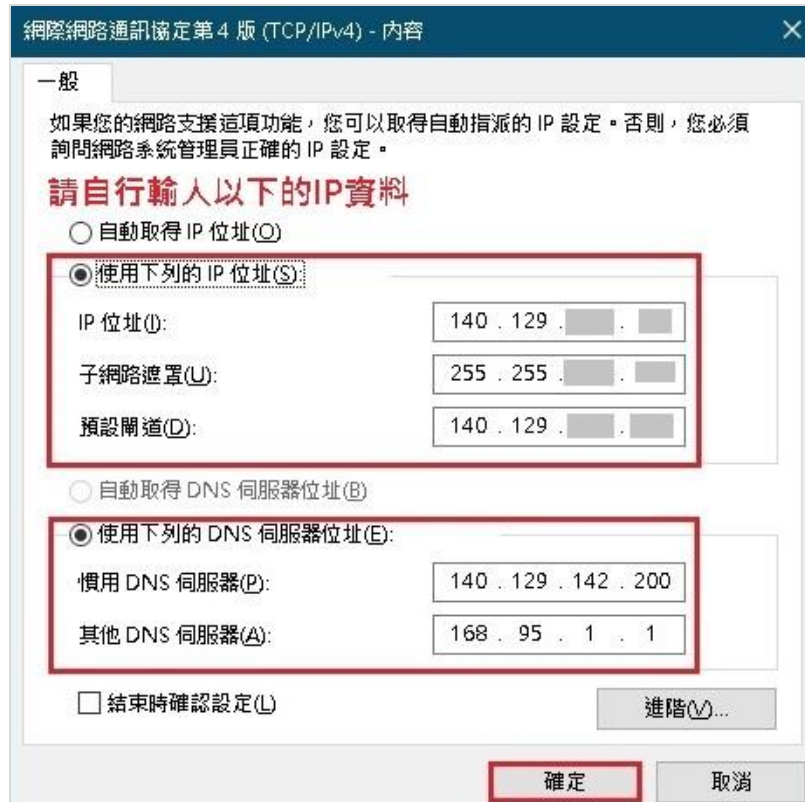 網際網路通訊協定第 4 版 (TCP/IPv4) - 內容
一般
如果您的網路支援這項功能，您可以取得自動指派的 IP 設定。否則，您必須
詢問網路系統管理員正確的 IP 設定。
請自行輸人以下的IP資料
自動取得 IP 位址(O)
使用下列的 IP 位址(S):
IP 位址(I):
140 . 129 . .
子網路遮罩(U):
255 . 255 . .
預設閘道(D):
140 . 129 . .
自動取得 DNS 伺服器位址(B)
使用下列的 DNS 伺服器位址(E):
慣用 DNS 伺服器(P):
140 . 129 . 142 . 200
其他 DNS 伺服器(A):
168 . 95 . 1 . 1
結束時確認設定(L)
進階(V)...
確定
取消